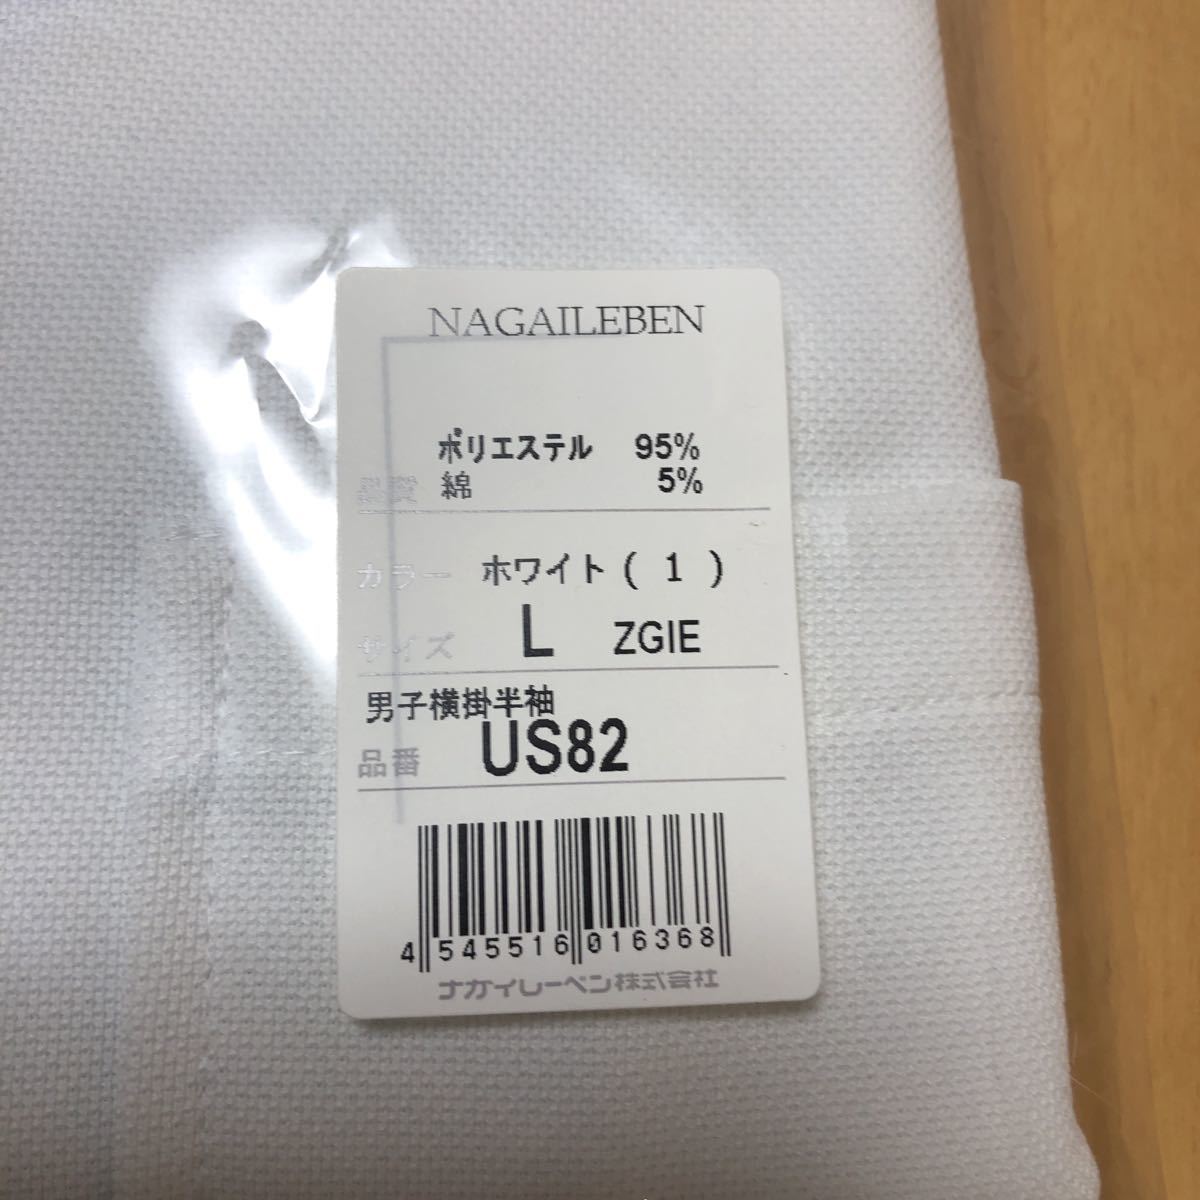 NAGAILEBEN
ポリエステル 95%
綿 5%
カラー ホワイト( 1 )
サイズ L ZGIE
男子横掛半袖
品番 US82
4 545516 016368
ナガイレーベン株式会社